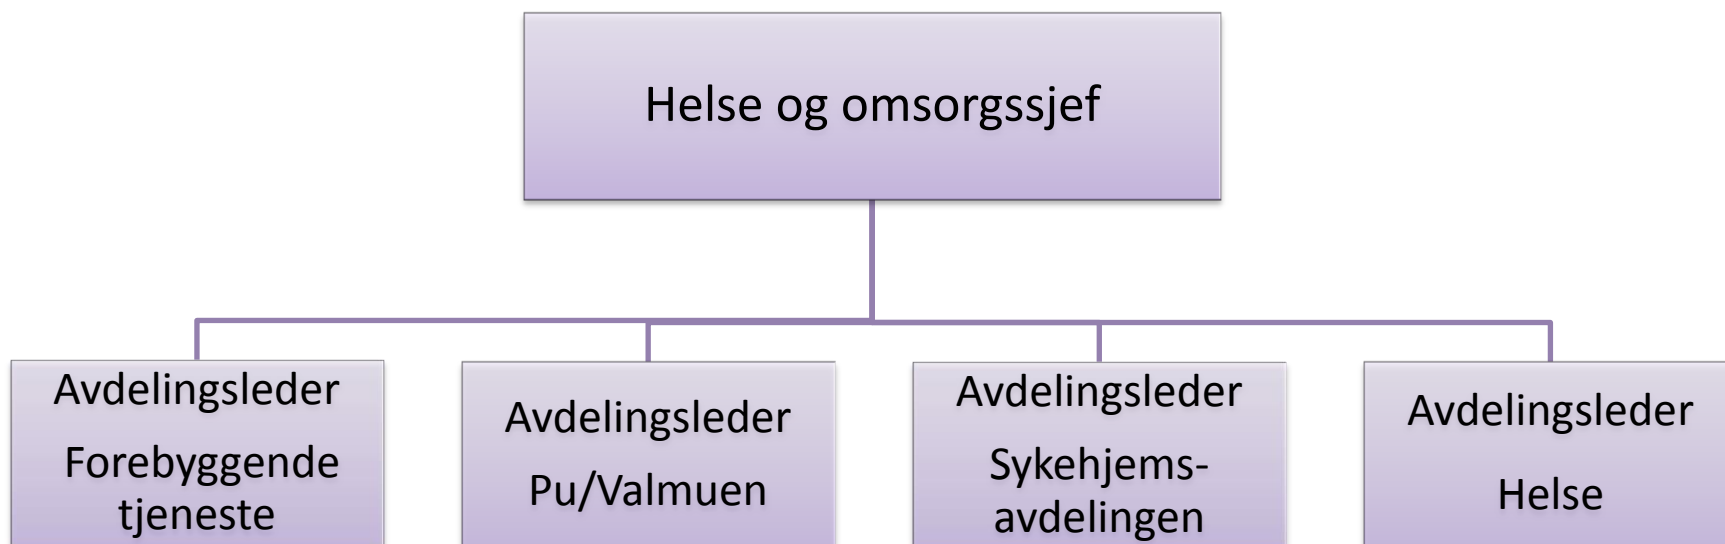 Helse og omsorgssjef
Avdelingsleder
Forebyggende
tjeneste
Avdelingsleder
Pu/Valmuen
Avdelingsleder
Sykehjems-
avdelingen
Avdelingsleder
Helse